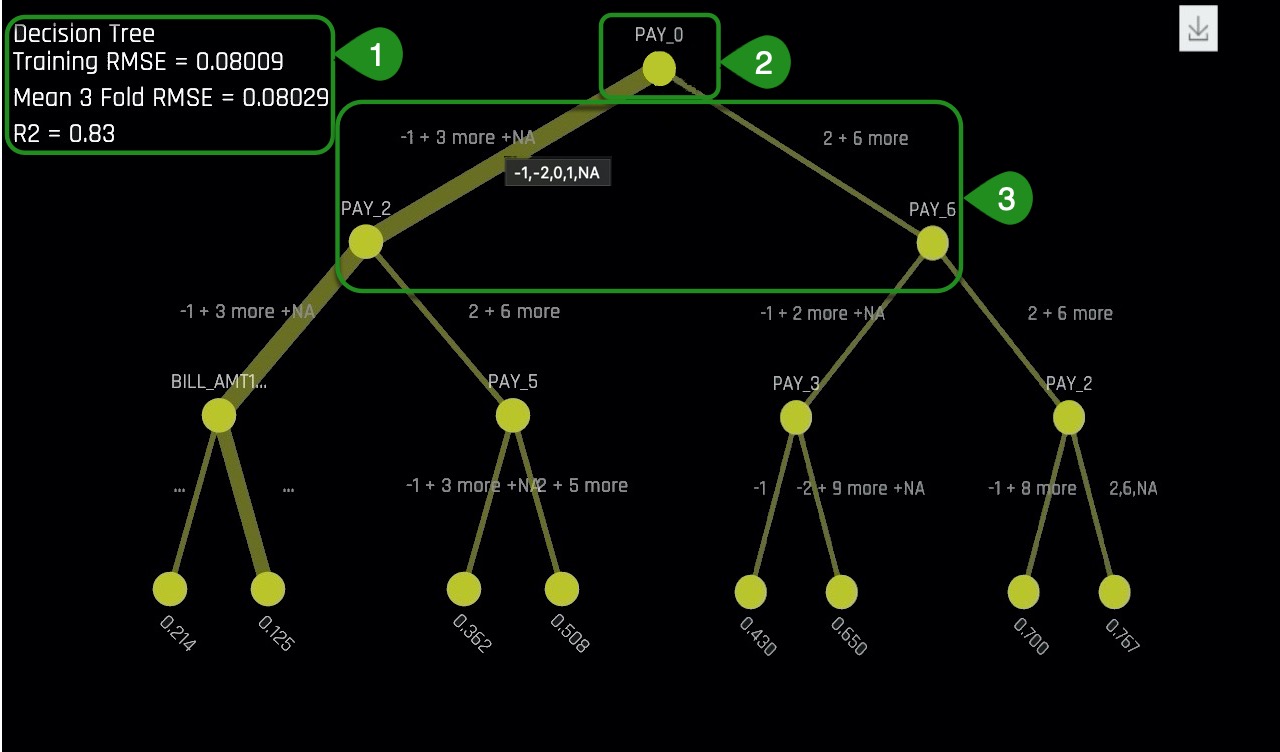 Decision Tree
Training RMSE = 0.08009
Mean 3 Fold RMSE = 0.08029
R2 = 0.83
1
PAY_0
2
-1 + 3 more +NA
2 + 6 more
-1,-2,0,1,NA
3
PAY_2
PAY_6
-1 + 3 more +NA
2 + 6 more
-1 + 2 more +NA
2 + 6 more
BILL_AMT1...
PAY_5
PAY_3
PAY_2
...
...
-1 + 3 more +NA
2 + 5 more
-1
-2 + 9 more +NA
-1 + 8 more
2,6,NA
0.214
0.125
0.362
0.508
0.430
0.650
0.700
0.767